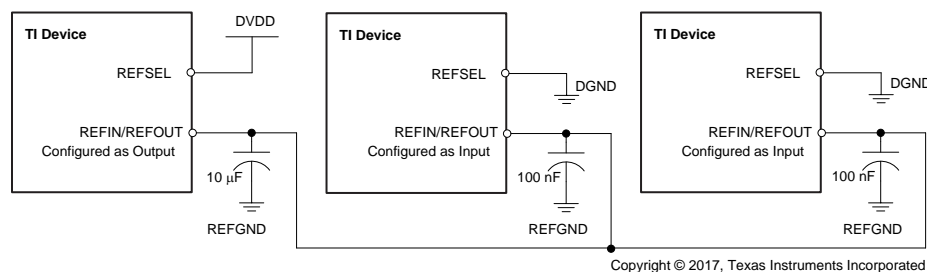 TI Device
DVDD
REFSEL
REFIN/REFOUT
Configured as Output
10 μF
REFGND
TI Device
REFSEL
DGND
REFIN/REFOUT
Configured as Input
100 nF
REFGND
TI Device
REFSEL
DGND
REFIN/REFOUT
Configured as Input
100 nF
REFGND
Copyright © 2017, Texas Instruments Incorporated